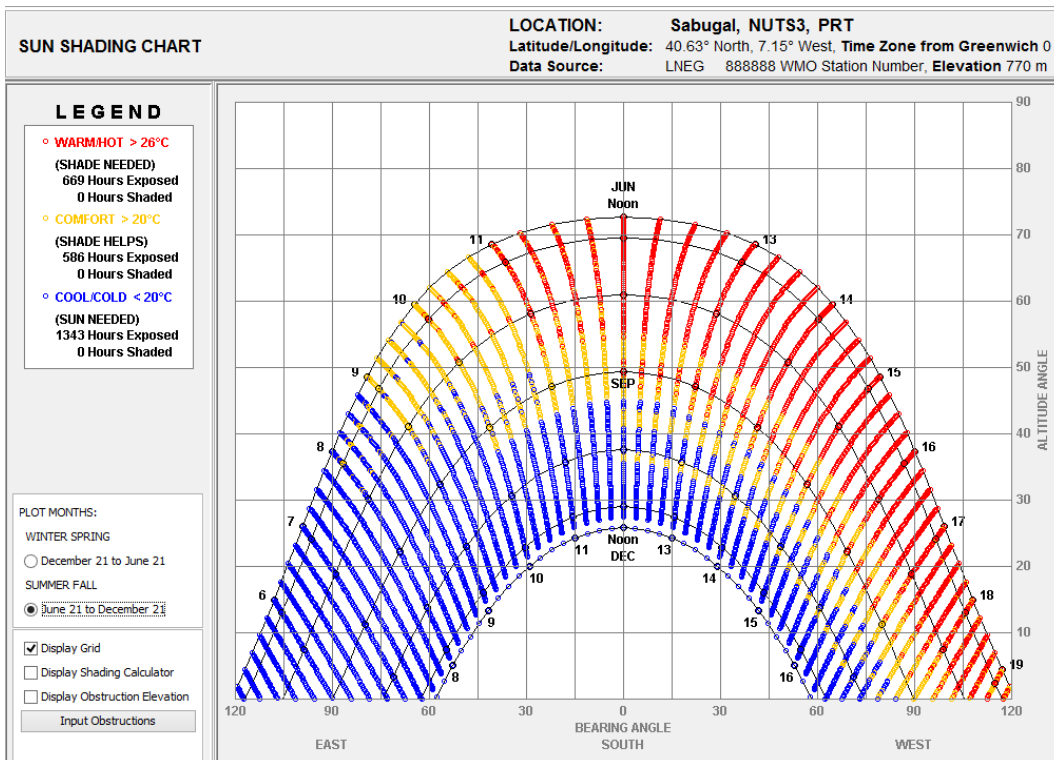 SUN SHADING CHART
LOCATION: Sabugal, NUTS3, PRT
Latitude/Longitude: 40.63° North, 7.15° West, Time Zone from Greenwich 0
Data Source: LNEG 888888 WMO Station Number, Elevation 770 m
LEGEND
WARM/HOT > 26°C
(SHADE NEEDED)
669 Hours Exposed
0 Hours Shaded
COMFORT > 20°C
(SHADE HELPS)
586 Hours Exposed
0 Hours Shaded
COOL/COLD < 20°C
(SUN NEEDED)
1343 Hours Exposed
0 Hours Shaded
PLOT MONTHS:
WINTER SPRING
December 21 to June 21
SUMMER FALL
June 21 to December 21
Display Grid
Display Shading Calculator
Display Obstruction Elevation
Input Obstructions
90
80
70
60
50
40
30
20
10
ALTITUDE ANGLE
JUN
Noon
11
13
10
14
9
15
8
16
7
17
6
18
19
SEP
Noon
DEC
11
13
10
14
9
15
8
16
120 90 60 30 0 30 60 90 120
BEARING ANGLE
EAST SOUTH WEST